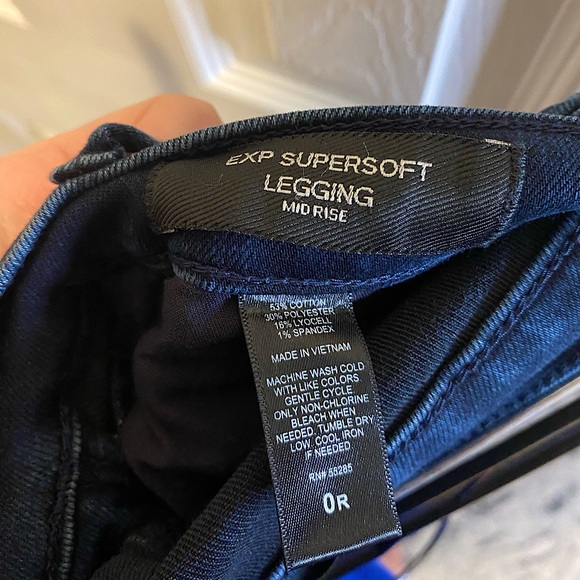 EXP SUPERSOFT
LEGGING
MID RISE
53% COTTON
30% POLYESTER
16% LYOCELL
1% SPANDEX
MADE IN VIETNAM
MACHINE WASH COLD
WITH LIKE COLORS.
GENTLE CYCLE
ONLY NON-CHLORINE
BLEACH WHEN
NEEDED. TUMBLE DRY
LOW. COOL IRON
IF NEEDED
RN# 55285
0R